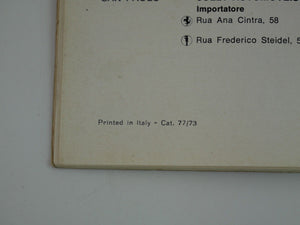 Importatore
Rua Ana Cintra, 58
Rua Frederico Steidel, 5
Printed in Italy - Cat. 77/73